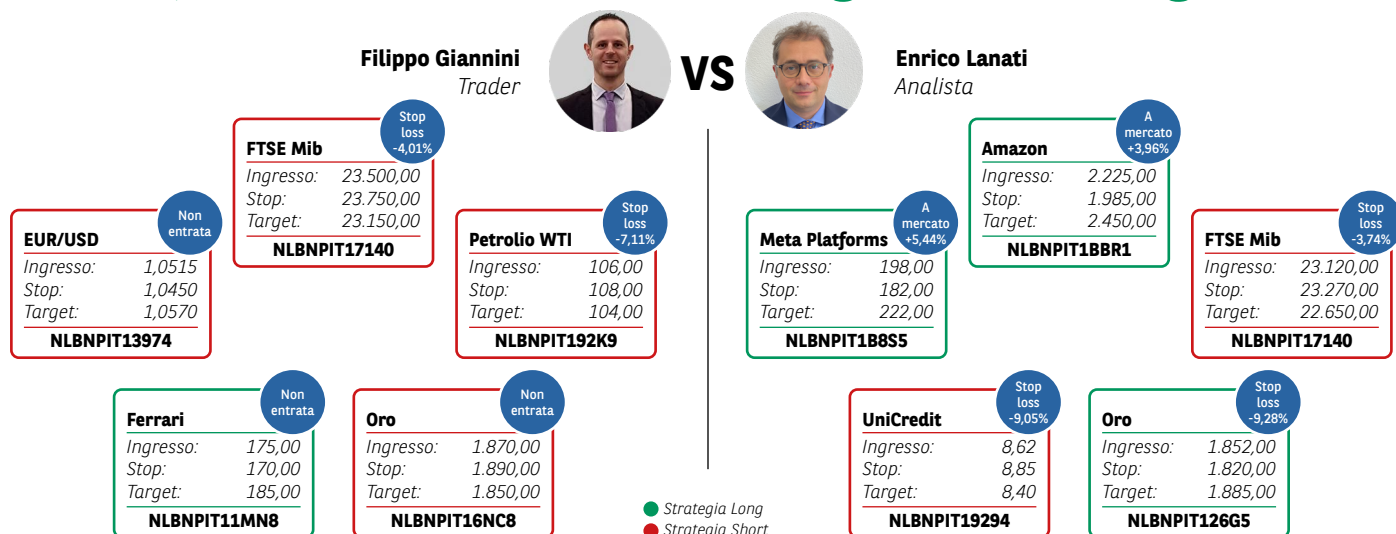 Filippo Giannini
Trader
VS
Enrico Lanati
Analista
FTSE Mib
Stop
loss
-4,01%
Ingresso: 23.500,00
Stop: 23.750,00
Target: 23.150,00
NLBNPIT17140
EUR/USD
Non
entrata
Ingresso: 1,0515
Stop: 1,0450
Target: 1,0570
NLBNPIT13974
Petrolio WTI
Stop
loss
-7,11%
Ingresso: 106,00
Stop: 108,00
Target: 104,00
NLBNPIT192K9
Ferrari
Non
entrata
Ingresso: 175,00
Stop: 170,00
Target: 185,00
NLBNPIT11MN8
Oro
Non
entrata
Ingresso: 1.870,00
Stop: 1.890,00
Target: 1.850,00
NLBNPIT16NC8
Amazon
A
mercato
+3,96%
Ingresso: 2.225,00
Stop: 1.985,00
Target: 2.450,00
NLBNPIT1BBR1
Meta Platforms
A
mercato
+5,44%
Ingresso: 198,00
Stop: 182,00
Target: 222,00
NLBNPIT1B8S5
FTSE Mib
Stop
loss
-3,74%
Ingresso: 23.120,00
Stop: 23.270,00
Target: 22.650,00
NLBNPIT17140
UniCredit
Stop
loss
-9,05%
Ingresso: 8,62
Stop: 8,85
Target: 8,40
NLBNPIT19294
Oro
Stop
loss
-9,28%
Ingresso: 1.852,00
Stop: 1.820,00
Target: 1.885,00
NLBNPIT126G5
Strategia Long
Strategia Short